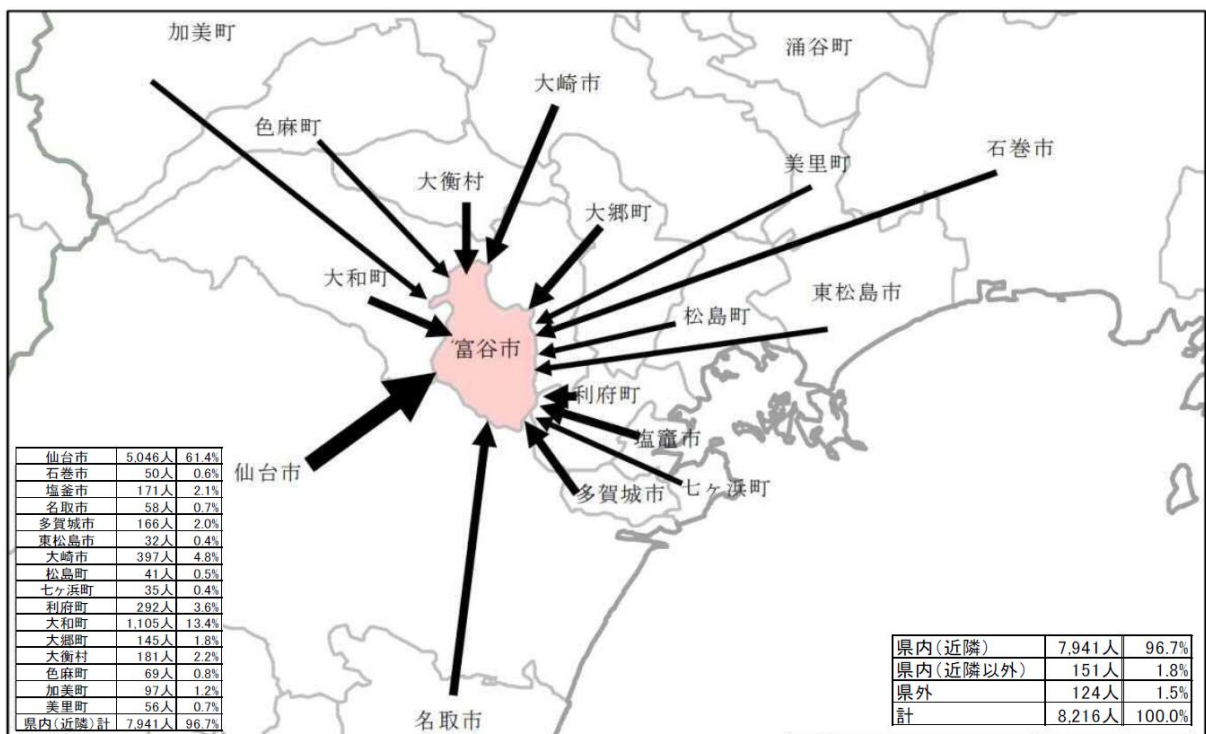 加美町
涌谷町
大崎市
色麻町
美里町
石巻市
大衡村
大郷町
大和町
東松島市
松島町
富谷市
利府町
塩竈市
仙台市
多賀城市
七ヶ浜町
名取市
仙台市 5,046人 61.4%
石巻市 50人 0.6%
塩釜市 171人 2.1%
名取市 58人 0.7%
多賀城市 166人 2.0%
東松島市 32人 0.4%
大崎市 397人 4.8%
松島町 41人 0.5%
七ヶ浜町 35人 0.4%
利府町 292人 3.6%
大和町 1,105人 13.4%
大郷町 145人 1.8%
大衡村 181人 2.2%
色麻町 69人 0.8%
加美町 97人 1.2%
美里町 56人 0.7%
県内(近隣)計 7,941人 96.7%
県内(近隣) 7,941人 96.7%
県内(近隣以外) 151人 1.8%
県外 124人 1.5%
計 8,216人 100.0%